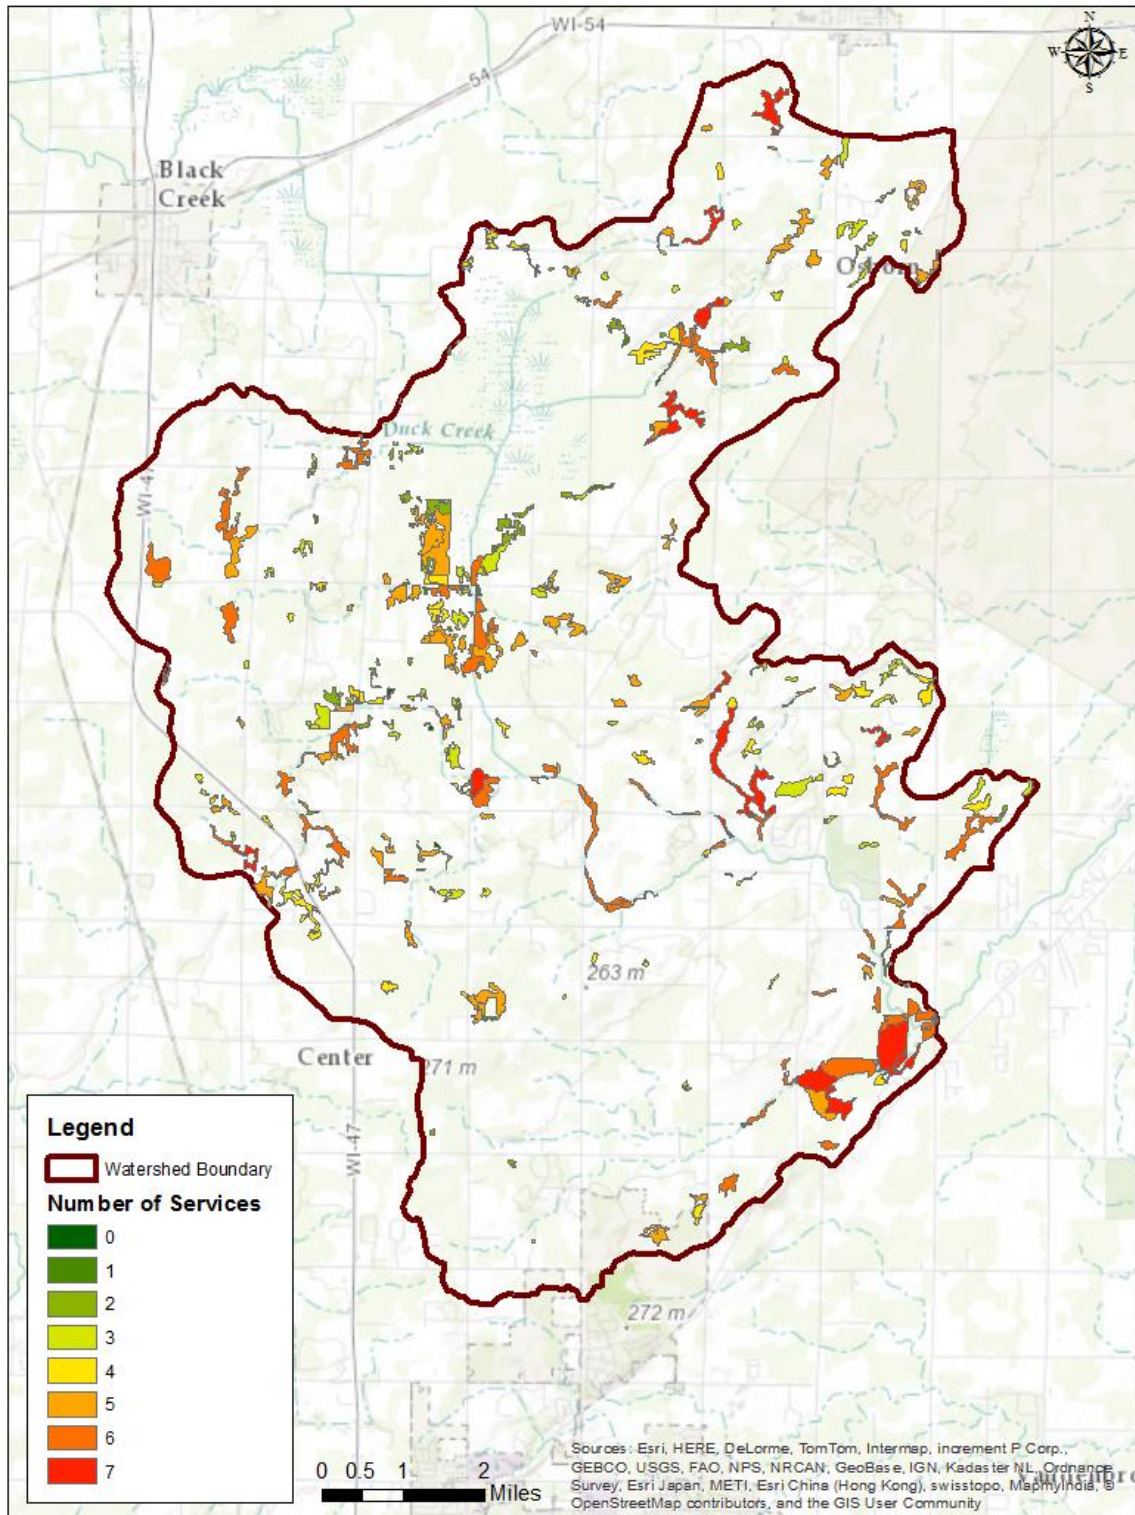 WI-54
N
W
E
S
54
Black
Creek
Osborn
Duck Creek
WI-47
263 m
Center
271 m
WI-47
272 m
Legend
Watershed Boundary
Number of Services
0
1
2
3
4
5
6
7
0 0.5 1 2
Miles
Sources: Esri, HERE, DeLorme, TomTom, Intermap, increment P Corp.,
GEBCO, USGS, FAO, NPS, NRCAN, GeoBase, IGN, Kadaster NL, Ordnance
Survey, Esri Japan, METI, Esri China (Hong Kong), swisstopo, MapmyIndia, ©
OpenStreetMap contributors, and the GIS User Community